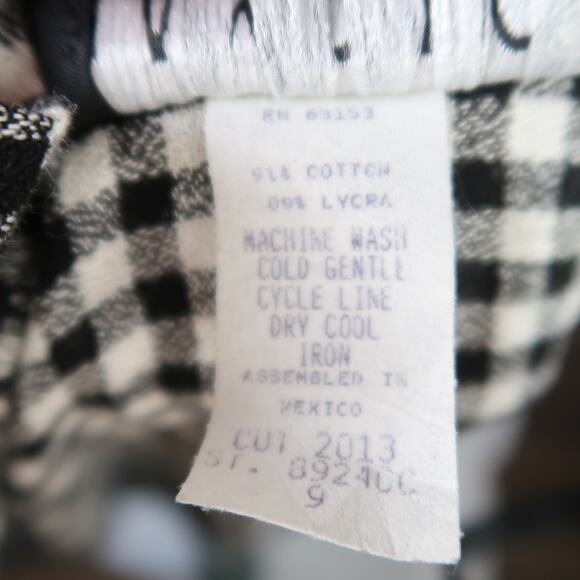 RN 63153
91% COTTON
09% LYCRA
MACHINE WASH
COLD GENTLE
CYCLE LINE
DRY COOL
IRON
ASSEMBLED IN
MEXICO
CUT 2013
ST. 8924CC
9